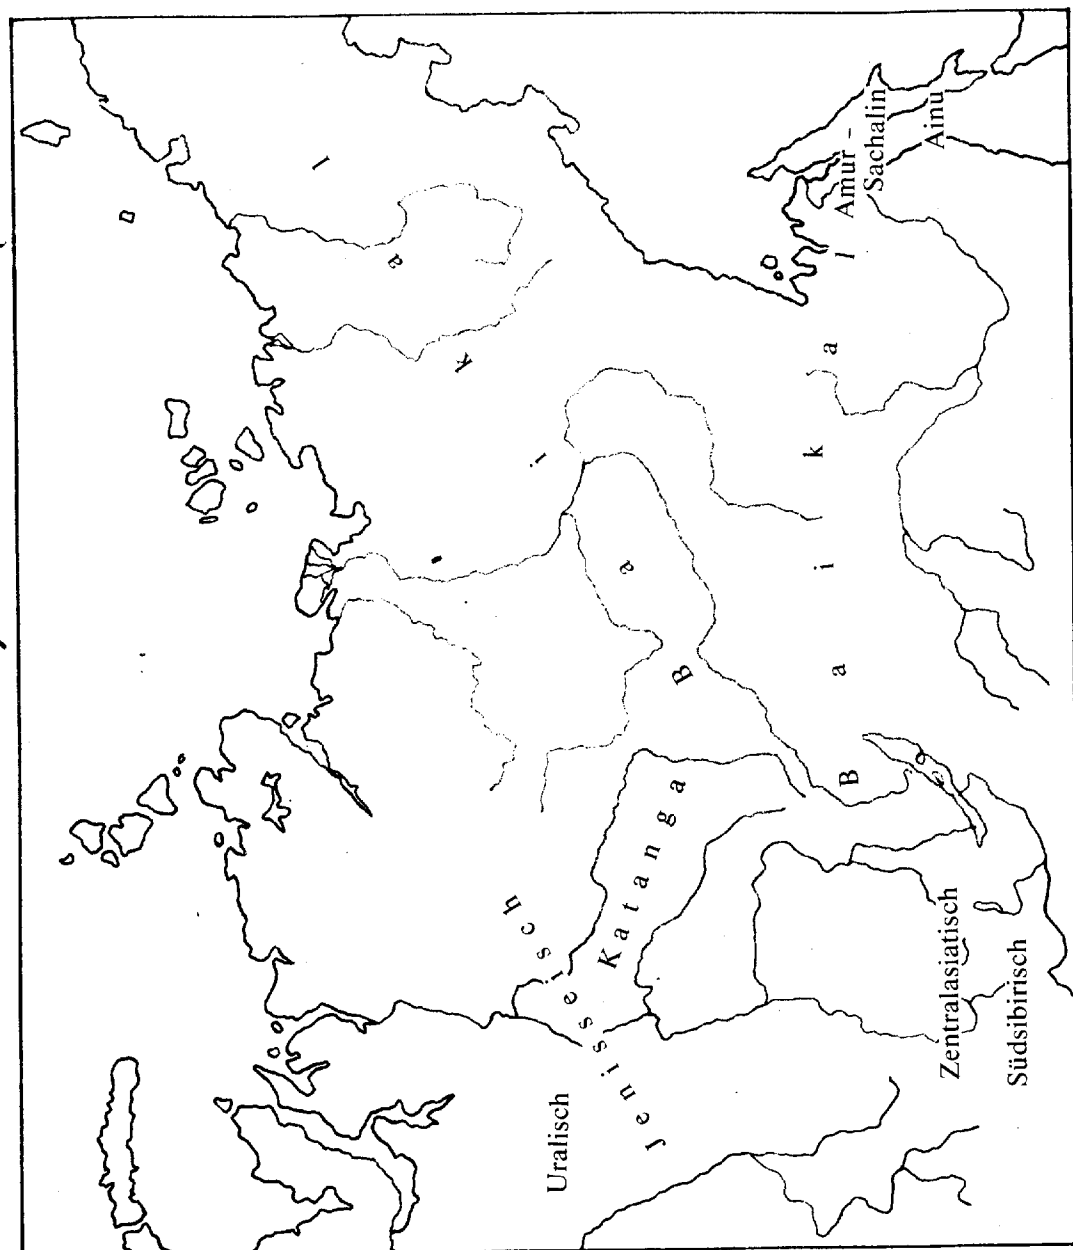 Uralisch
Jenisseisch
Katanga
Baikal
Baikal
Zentralasiatisch
Südsibirisch
Amur –
Sachalin
Ainu